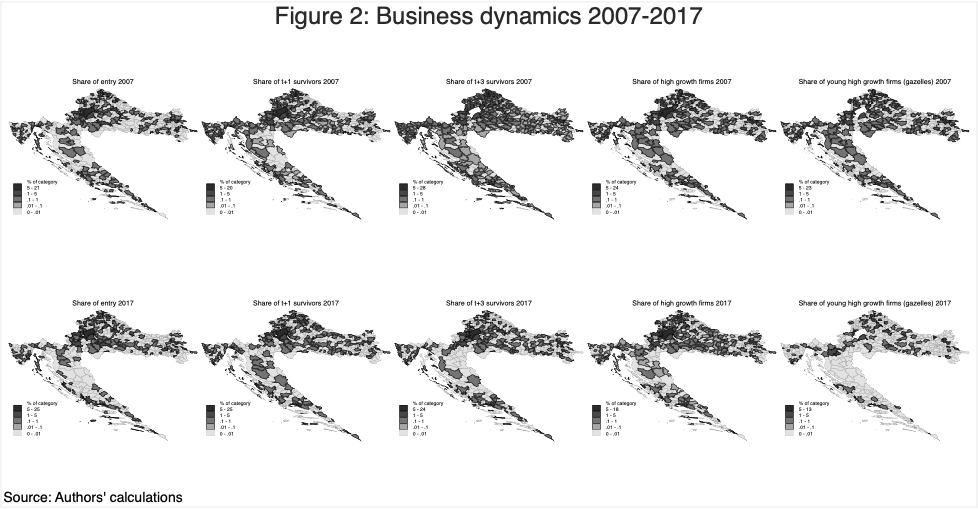 Figure 2: Business dynamics 2007-2017
Share of entry 2007
Share of t+1 survivors 2007
Share of t+3 survivors 2007
Share of high growth firms 2007
Share of young high growth firms (gazelles) 2007
% of category
5 - 21
1 - 5
.1 - 1
.01 - .1
0 - .01
% of category
5 - 20
1 - 5
.1 - 1
.01 - .1
0 - .01
% of category
5 - 28
1 - 5
.1 - 1
.01 - .1
0 - .01
% of category
5 - 24
1 - 5
.1 - 1
.01 - .1
0 - .01
% of category
5 - 23
1 - 5
.1 - 1
.01 - .1
0 - .01
Share of entry 2017
Share of t+1 survivors 2017
Share of t+3 survivors 2017
Share of high growth firms 2017
Share of young high growth firms (gazelles) 2017
% of category
5 - 25
1 - 5
.1 - 1
.01 - .1
0 - .01
% of category
5 - 25
1 - 5
.1 - 1
.01 - .1
0 - .01
% of category
5 - 24
1 - 5
.1 - 1
.01 - .1
0 - .01
% of category
5 - 18
1 - 5
.1 - 1
.01 - .1
0 - .01
% of category
5 - 13
1 - 5
.1 - 1
.01 - .1
0 - .01
Source: Authors' calculations